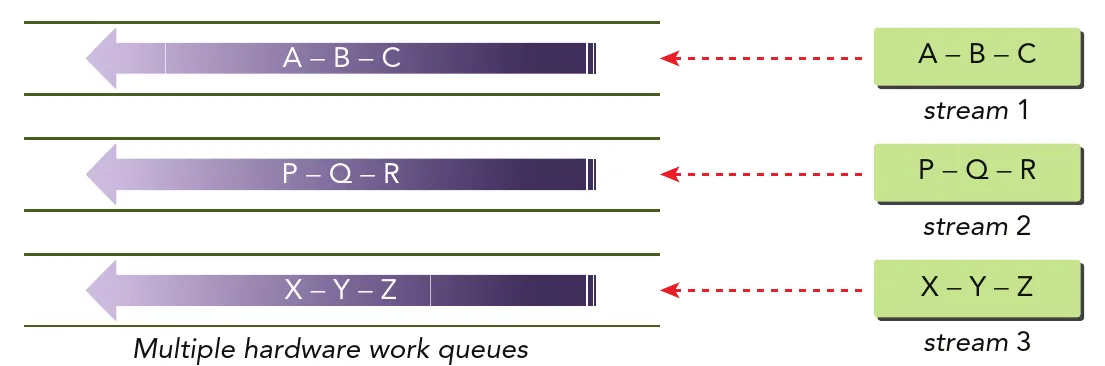 A – B – C
A – B – C
stream 1
P – Q – R
P – Q – R
stream 2
X – Y – Z
X – Y – Z
stream 3
Multiple hardware work queues